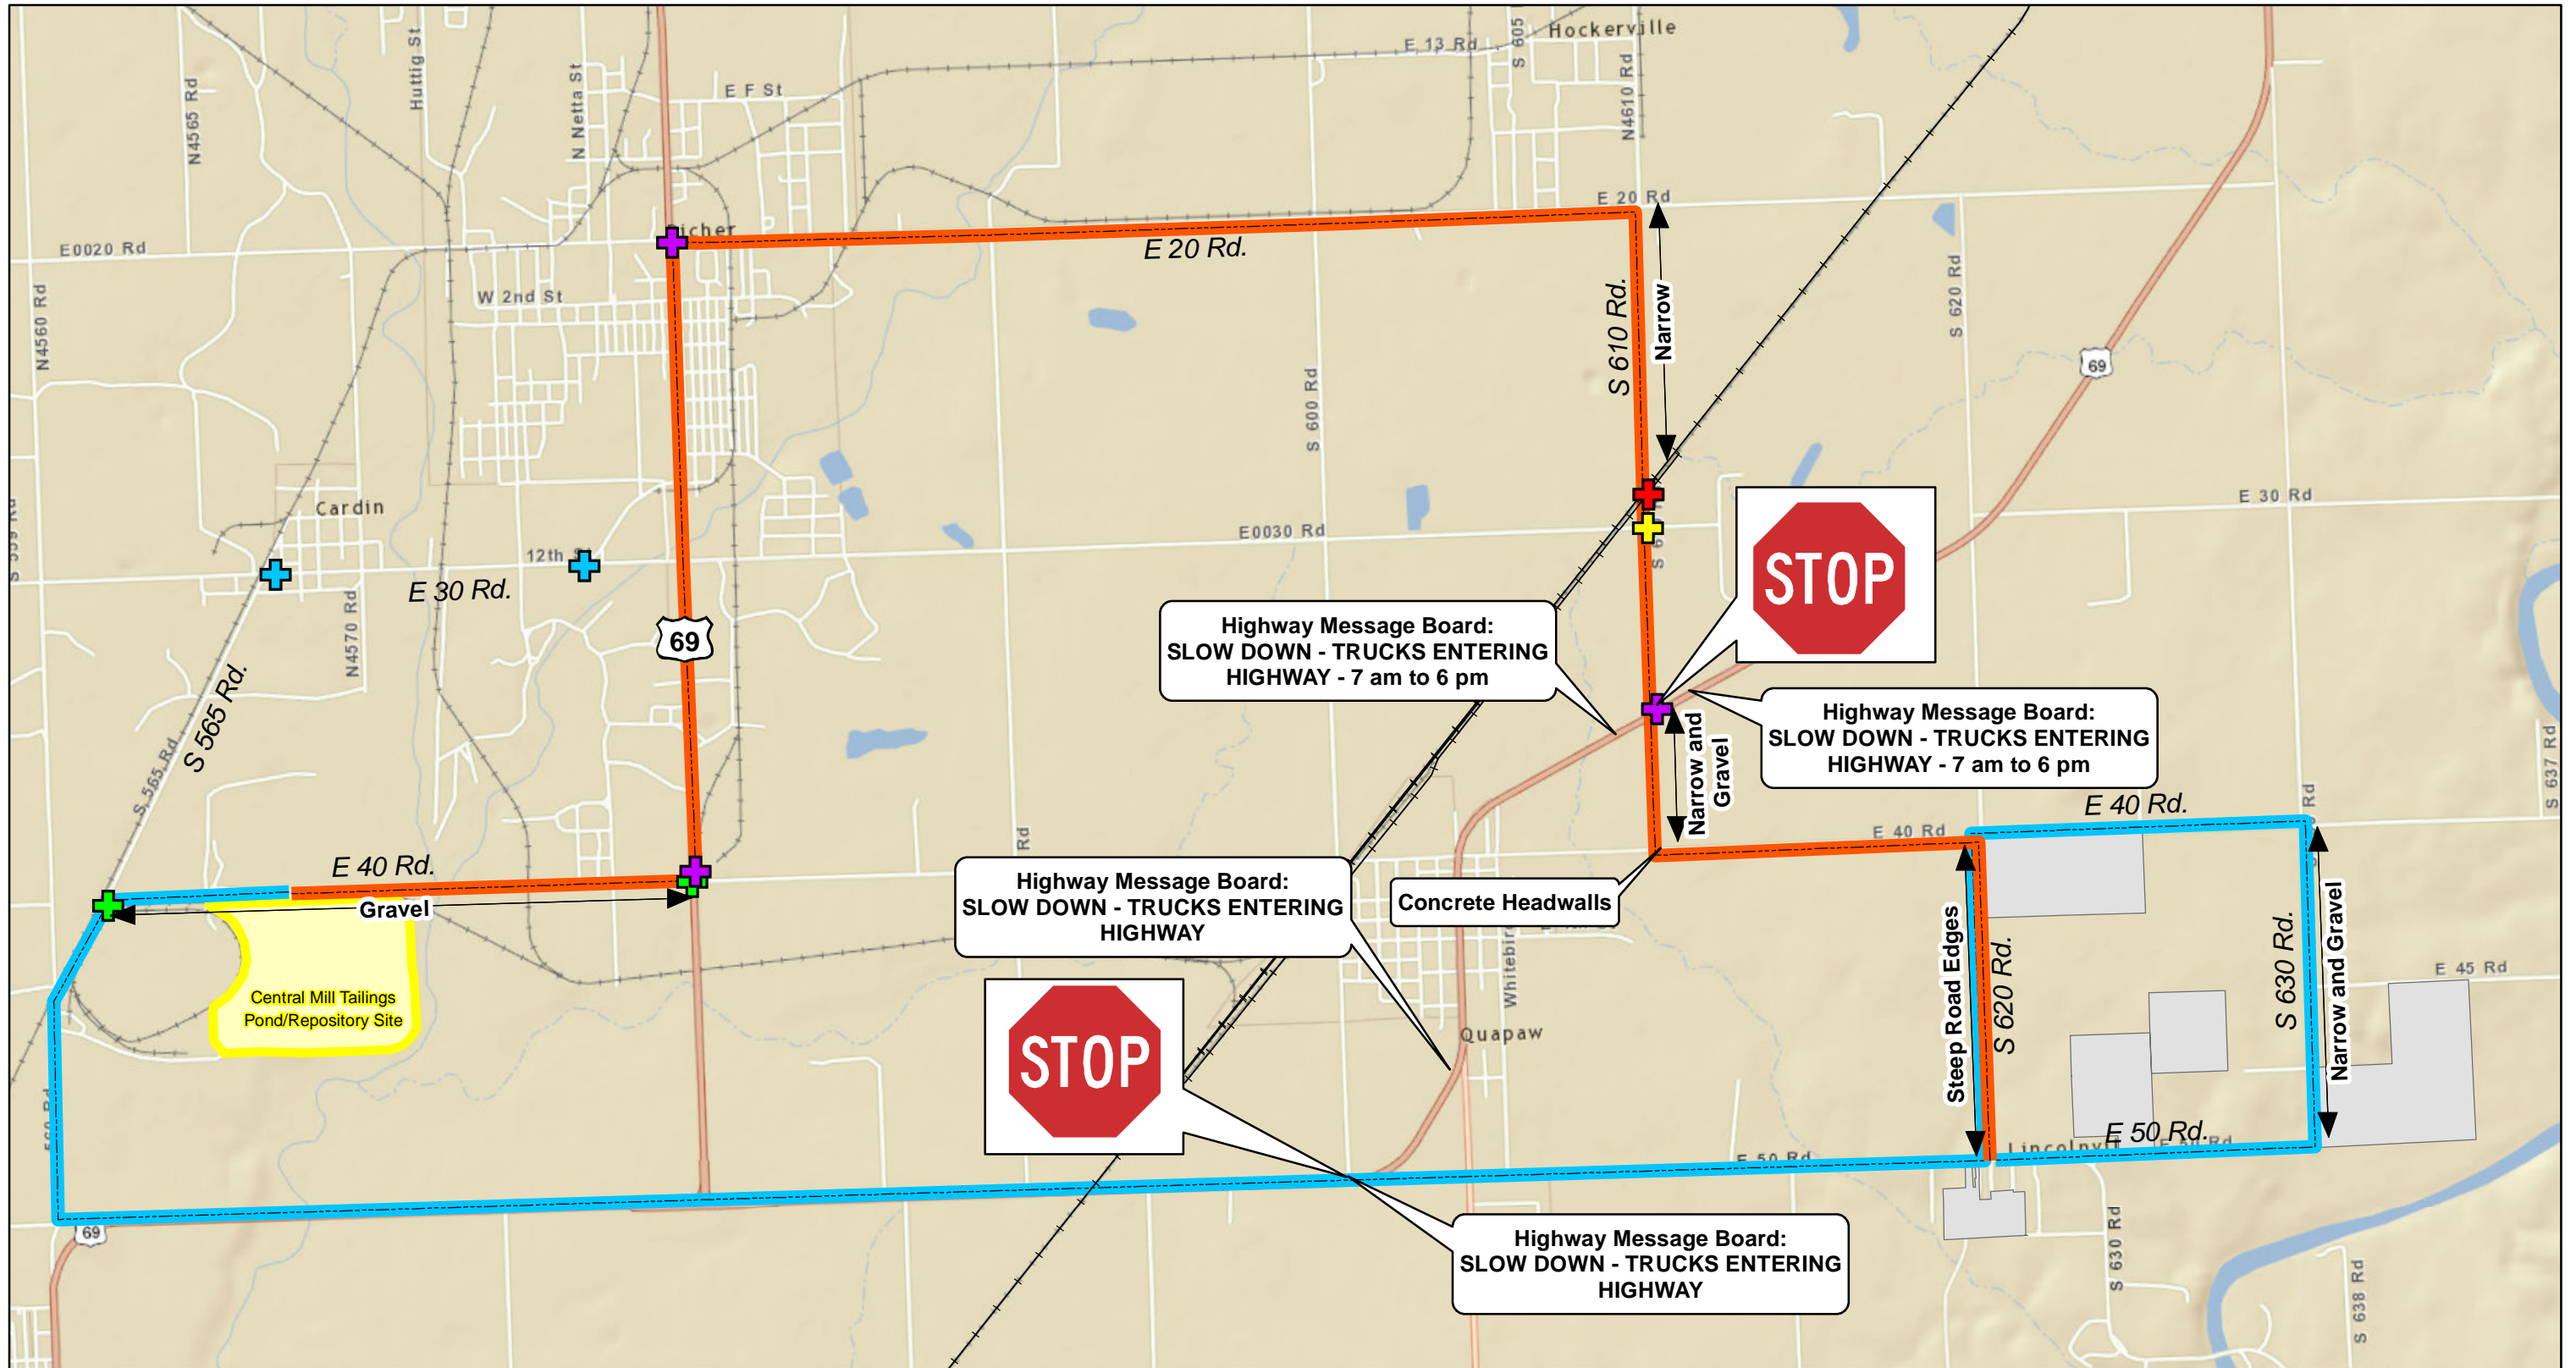 Hockerville
S 605
E 13 Rd
Huttig St
N Netta St
N4565 Rd
E F St
N4610 Rd
E 20 Rd
Picher
E0020 Rd
E 20 Rd.
W 2nd St
N4560 Rd
S 610 Rd.
Narrow
S 620 Rd
69
S 600 Rd
Cardin
E 30 Rd
E0030 Rd
12th
E 30 Rd.
N4570 Rd
STOP
69
Highway Message Board:
SLOW DOWN - TRUCKS ENTERING
HIGHWAY - 7 am to 6 pm
S 565 Rd.
S 565 Rd
Highway Message Board:
SLOW DOWN - TRUCKS ENTERING
HIGHWAY - 7 am to 6 pm
Narrow and
Gravel
S 637 Rd
E 40 Rd.
E 40 Rd
Rd
Rd
E 40 Rd.
Gravel
Highway Message Board:
SLOW DOWN - TRUCKS ENTERING
HIGHWAY
Concrete Headwalls
Steep Road Edges
S 620 Rd.
S 630 Rd.
Narrow and Gravel
E 45 Rd
Central Mill Tailings
Pond/Repository Site
Quapaw
STOP
E 50 Rd.
E 50 Rd
69
Highway Message Board:
SLOW DOWN - TRUCKS ENTERING
HIGHWAY
S 630 Rd
S 638 Rd